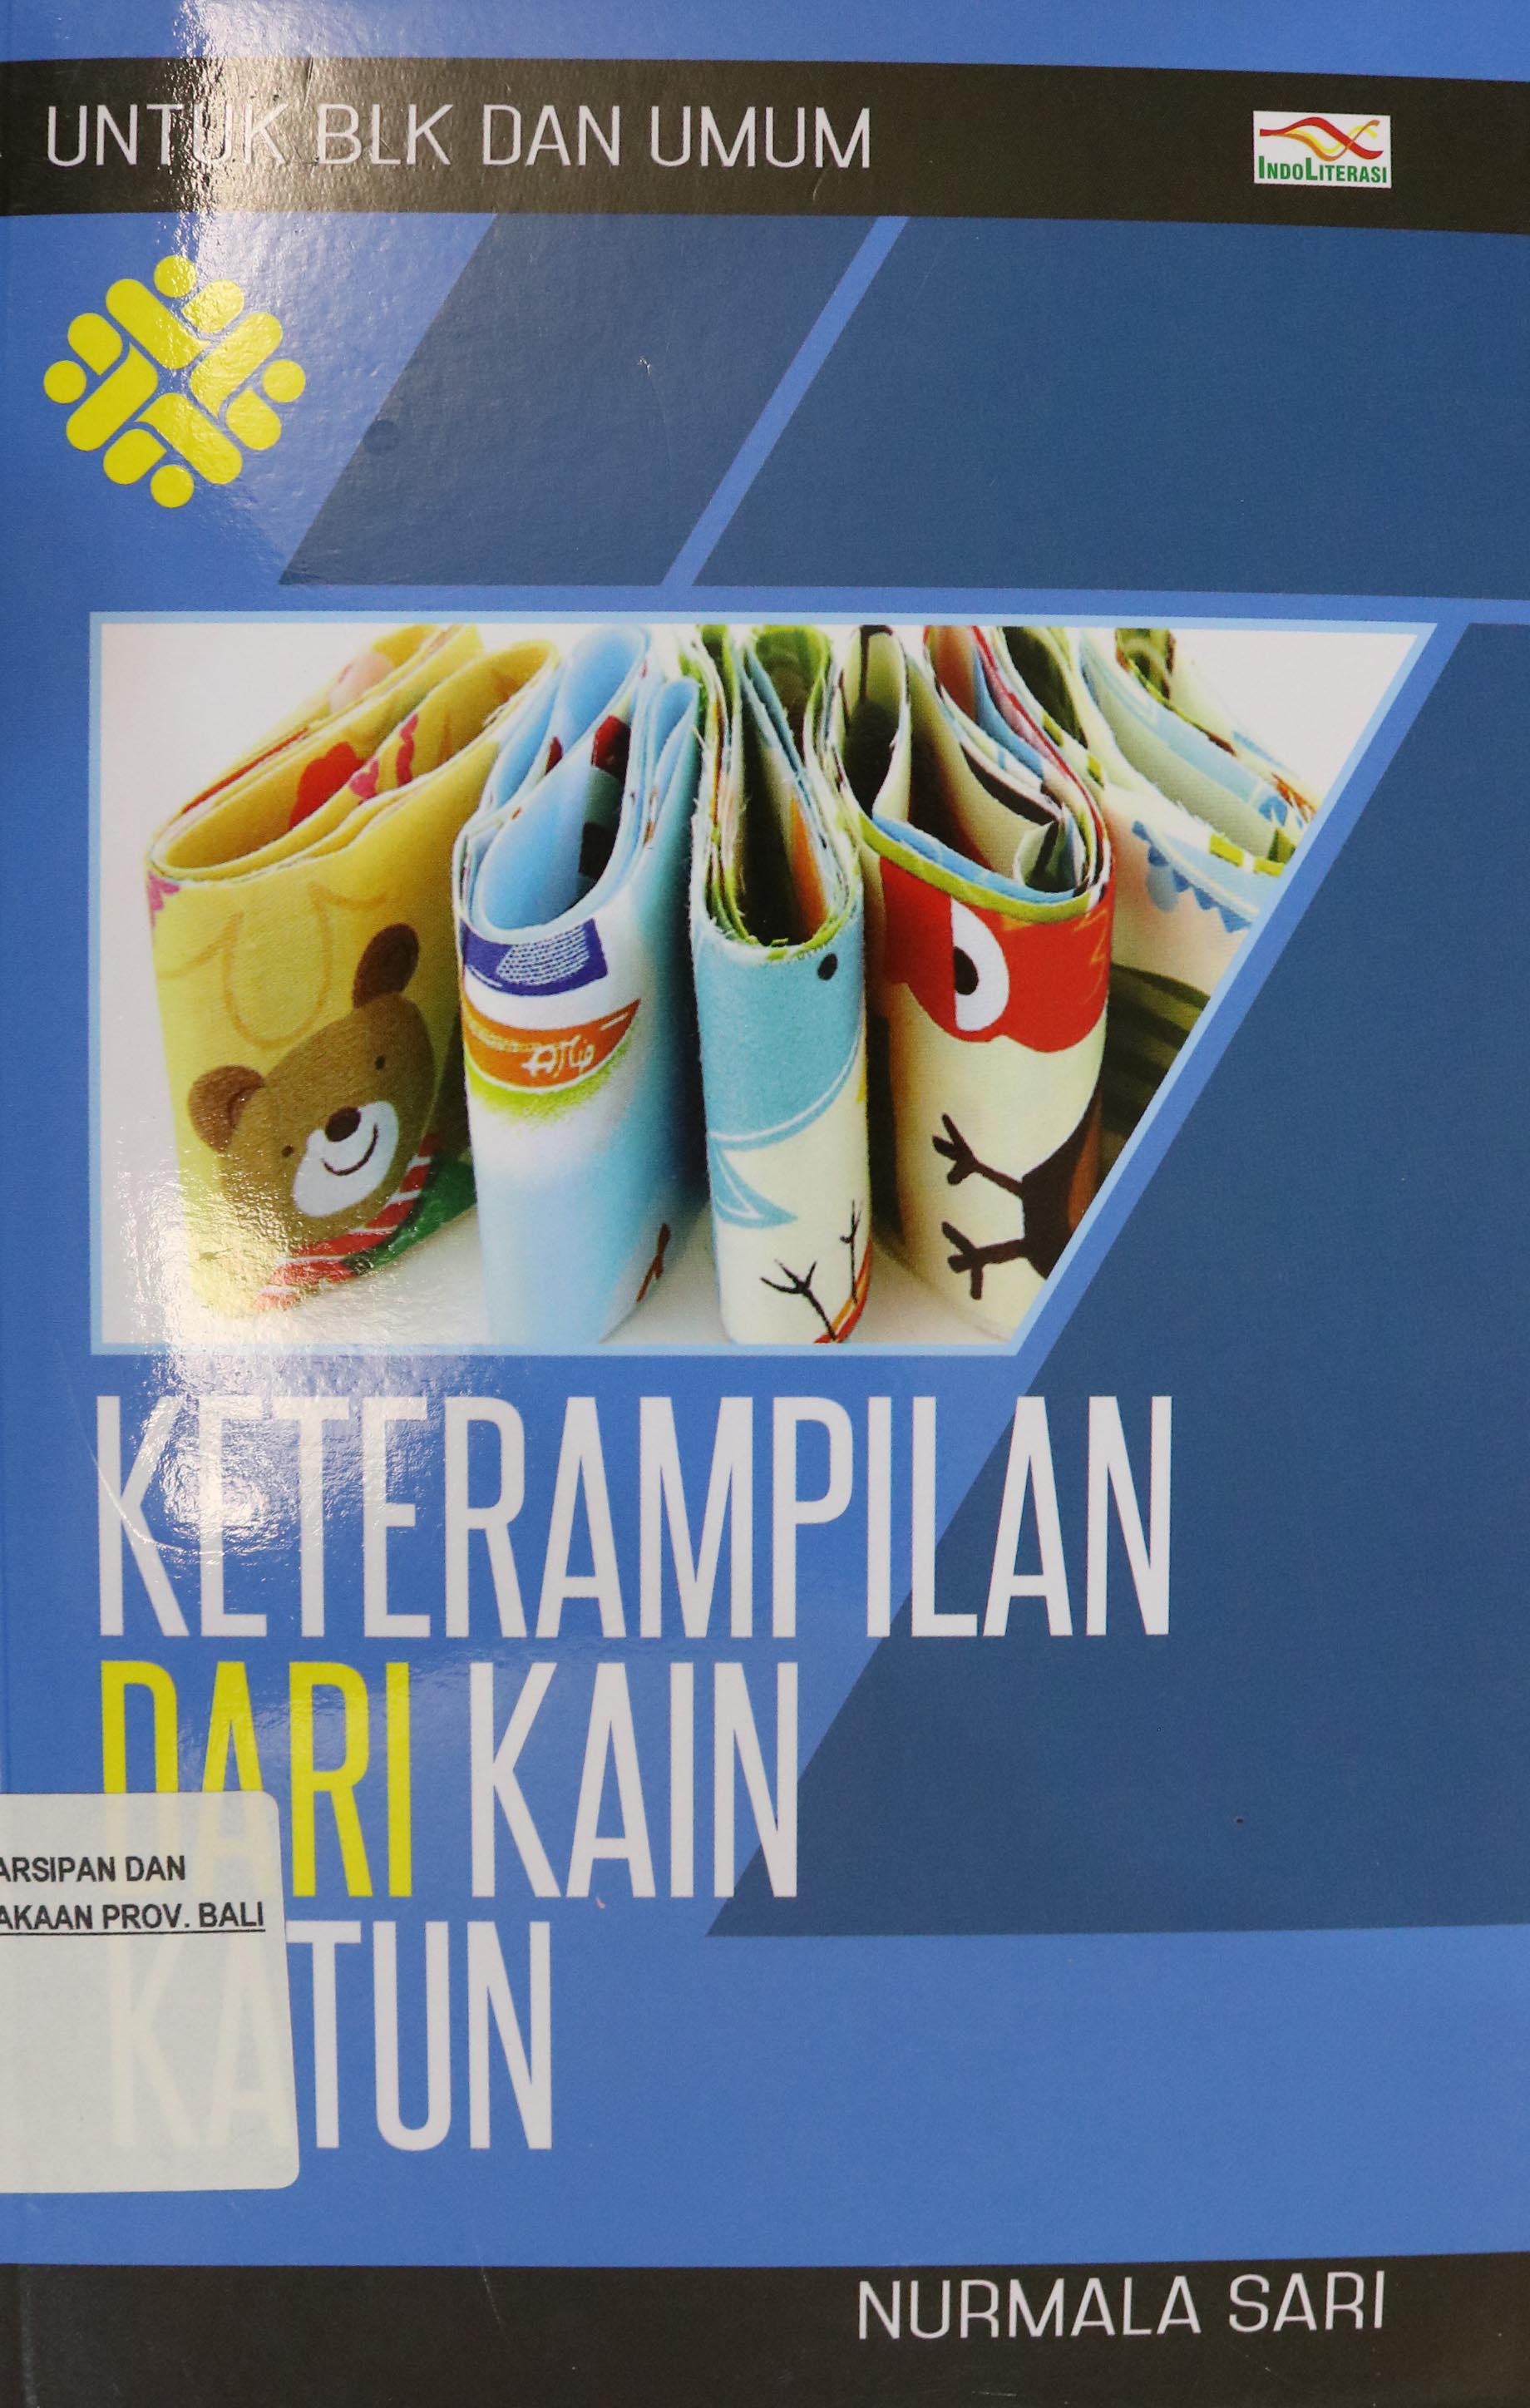 UNTUK BLK DAN UMUM
INDOLITERASI
KETERAMPILAN
DARI KAIN
KATUN
ARSIPAN DAN
AKAAN PROV. BALI
NURMALA SARI